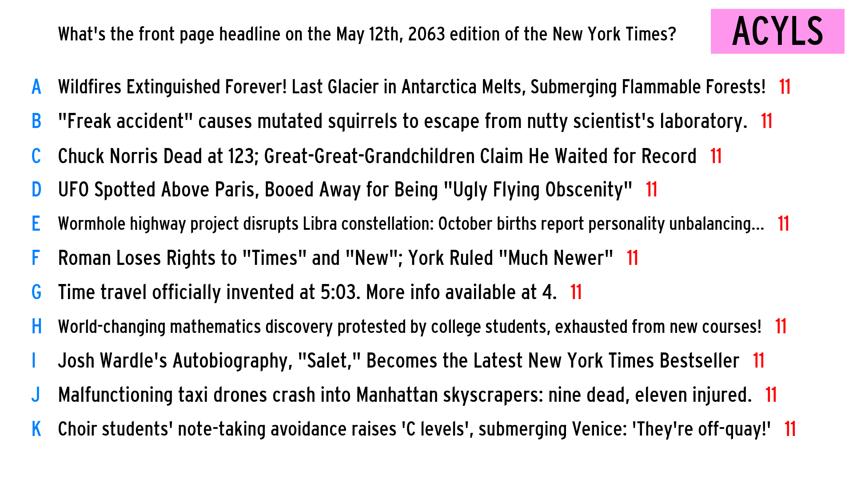 What's the front page headline on the May 12th, 2063 edition of the New York Times?
ACYLS
A Wildfires Extinguished Forever! Last Glacier in Antarctica Melts, Submerging Flammable Forests! 11
B "Freak accident" causes mutated squirrels to escape from nutty scientist's laboratory. 11
C Chuck Norris Dead at 123; Great-Great-Grandchildren Claim He Waited for Record 11
D UFO Spotted Above Paris, Booed Away for Being "Ugly Flying Obscenity" 11
E Wormhole highway project disrupts Libra constellation: October births report personality unbalancing... 11
F Roman Loses Rights to "Times" and "New"; York Ruled "Much Newer" 11
G Time travel officially invented at 5:03. More info available at 4. 11
H World-changing mathematics discovery protested by college students, exhausted from new courses! 11
I Josh Wardle's Autobiography, "Salet," Becomes the Latest New York Times Bestseller 11
J Malfunctioning taxi drones crash into Manhattan skyscrapers: nine dead, eleven injured. 11
K Choir students' note-taking avoidance raises 'C levels', submerging Venice: 'They're off-quay!' 11